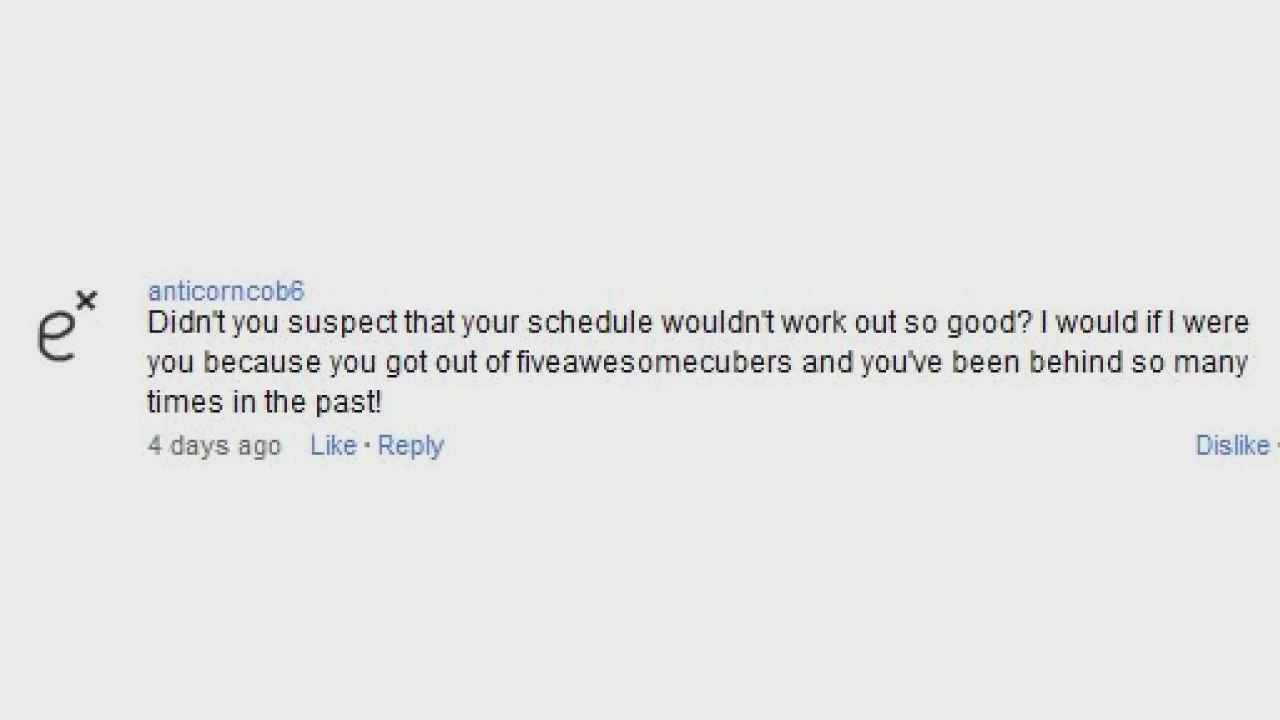 e^x
anticorncob6
Didn't you suspect that your schedule wouldn't work out so good? I would if I were
you because you got out of fiveawesomecubers and you've been behind so many
times in the past!
4 days ago Like · Reply Dislike ·